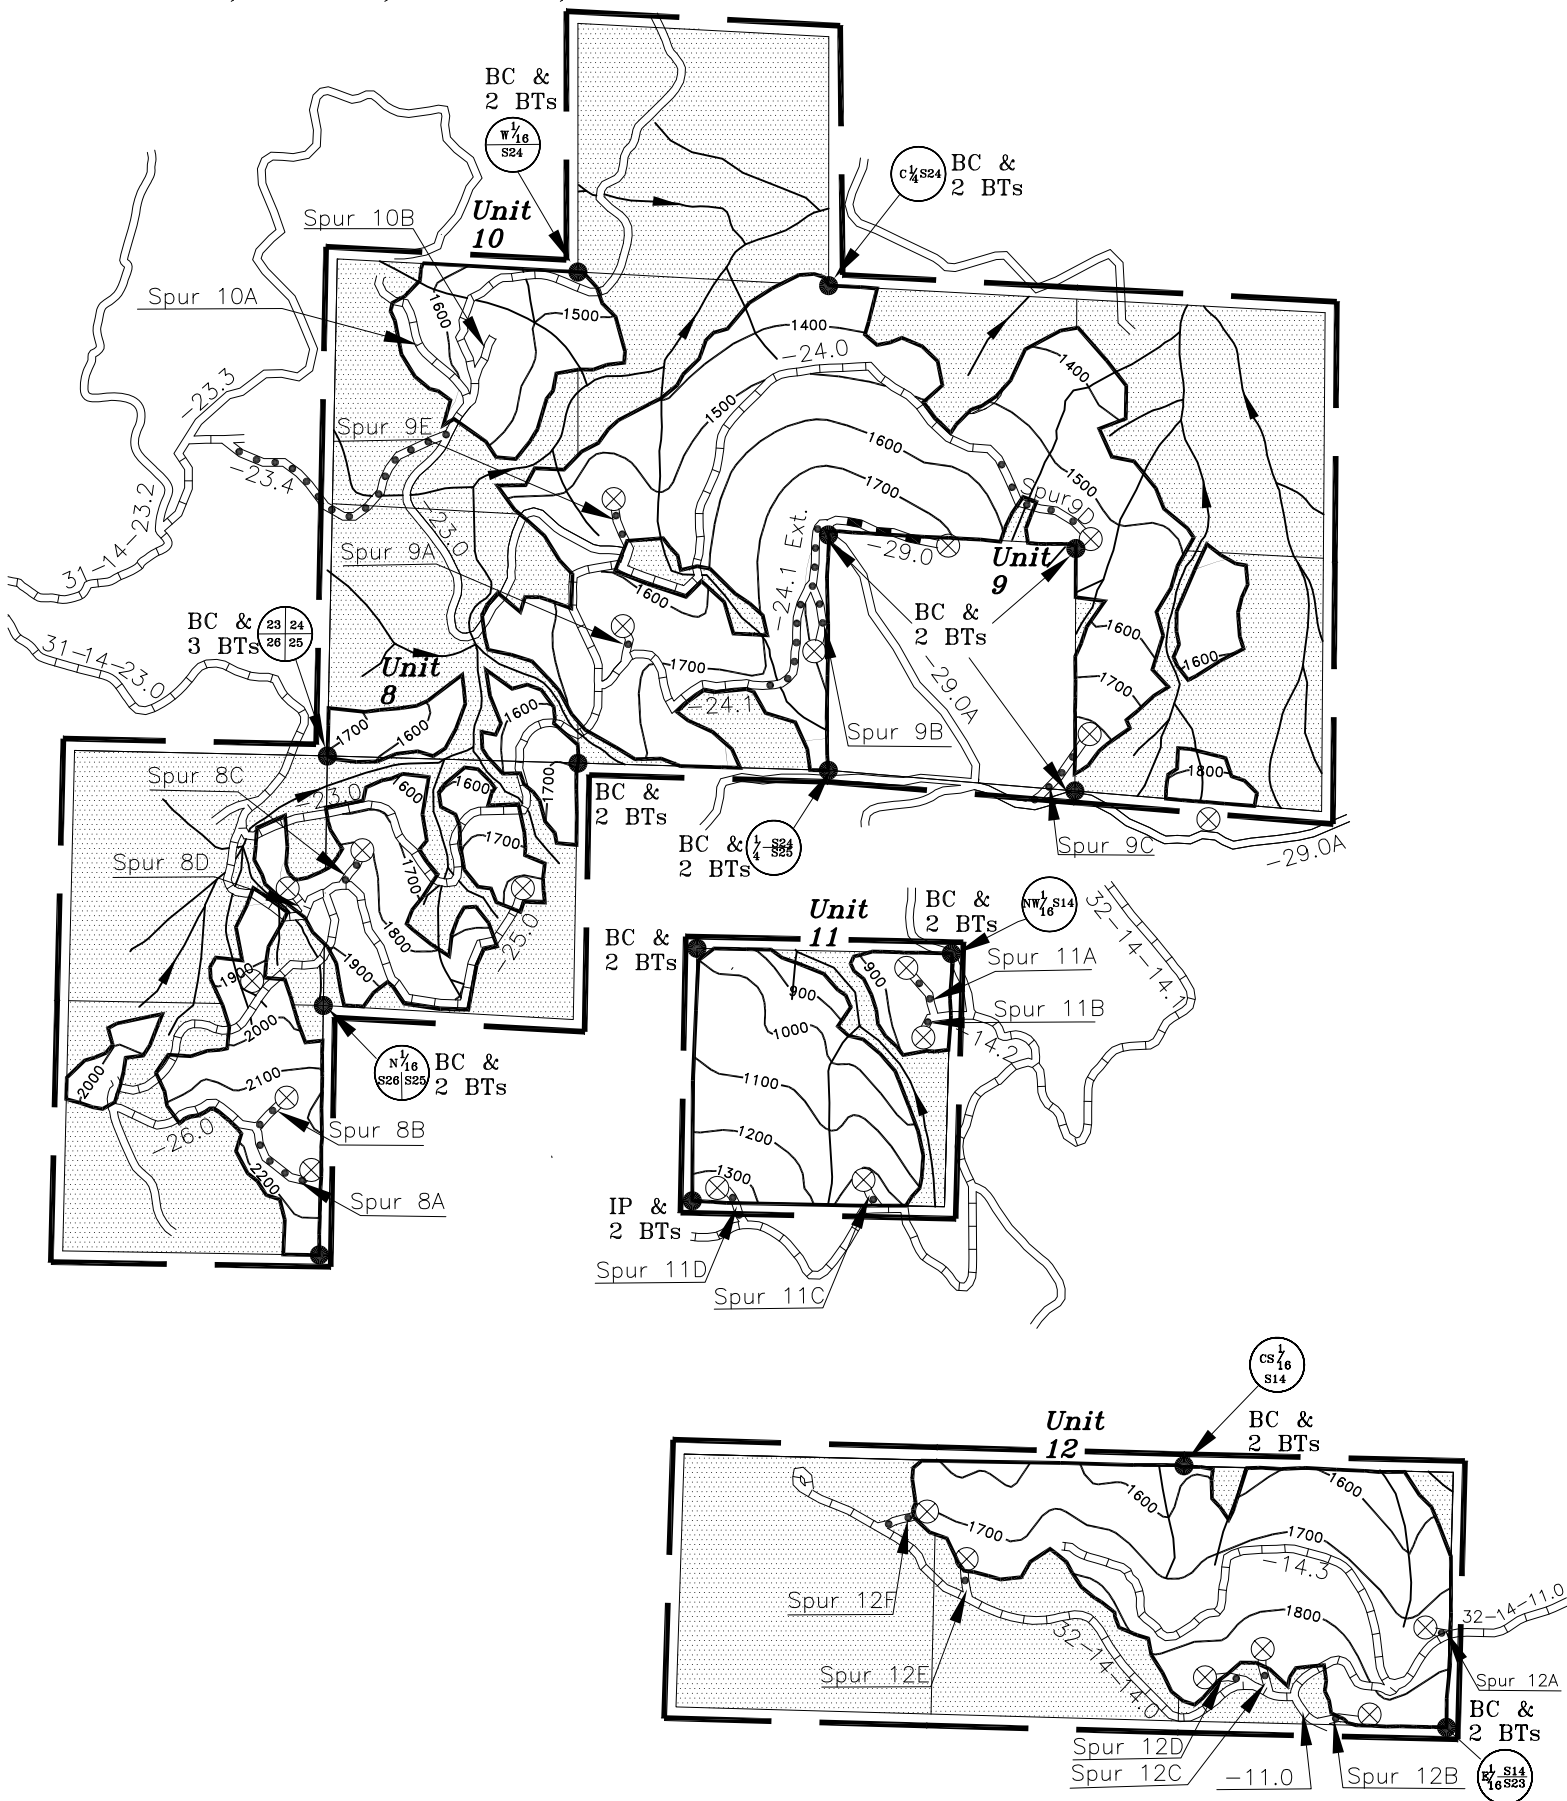 BC &
2 BTs
W 1/16
S24
C 1/4 S24
BC &
2 BTs
Unit
10
Spur 10B
Spur 10A
1600
1500
1400
-24.0
1400
-23.3
1500
Spur 9E
1600
-23.4
1700
1500
Spur 9D
31-14-23.2
-23.0
Spur 9A
-24.1 Ext.
-29.0
Unit
9
1600
BC &
3 BTs
23 24
26 25
BC &
2 BTs
1600
31-14-23.0
Unit
8
1700
1600
-29.0A
1700
-24.1
1700
1600
1600
Spur 9B
1800
Spur 8C
1600
1600
1700
-23.0
BC &
2 BTs
1700
BC &
2 BTs
1/4 S24
S25
Spur 9C
-29.0A
Spur 8D
1700
1800
-25.0
Unit
11
BC &
2 BTs
NW 1/16 S14
32-14-14.1
BC &
2 BTs
1900
1900
900
900
Spur 11A
Spur 11B
2000
1000
-14.2
N 1/16
S26 S25
BC &
2 BTs
2000
2100
1100
Spur 8B
-26.0
1200
2200
1300
Spur 8A
IP &
2 BTs
Spur 11D
Spur 11C
CS 1/16
S14
Unit
12
BC &
2 BTs
1600
1600
1700
1700
-14.3
Spur 12F
1800
32-14-11.0
32-14-14.0
Spur 12E
Spur 12A
BC &
2 BTs
Spur 12D
Spur 12C
-11.0
Spur 12B
E 1/16 S14
S23